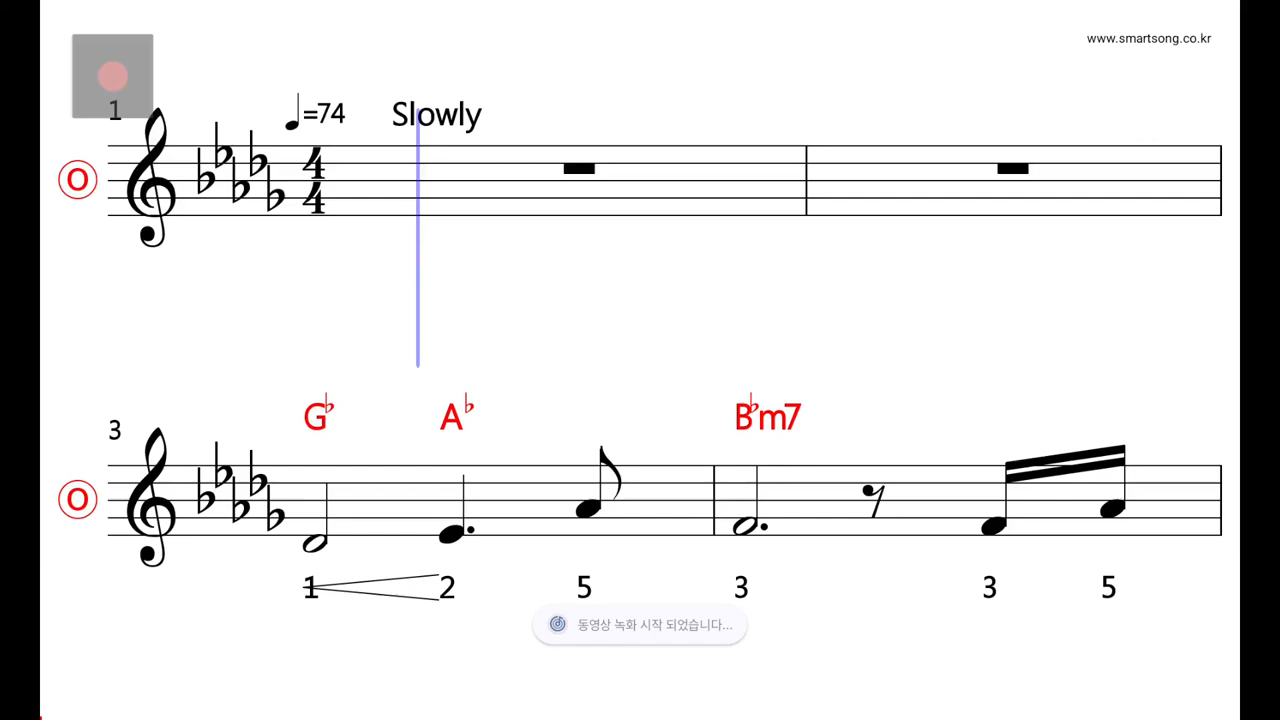 www.smartsong.co.kr
1
♩=74 Slowly
O
4
4
G♭ A♭ B♭m7
3
O
1 2 5 3 3 5
동영상 녹화 시작 되었습니다...